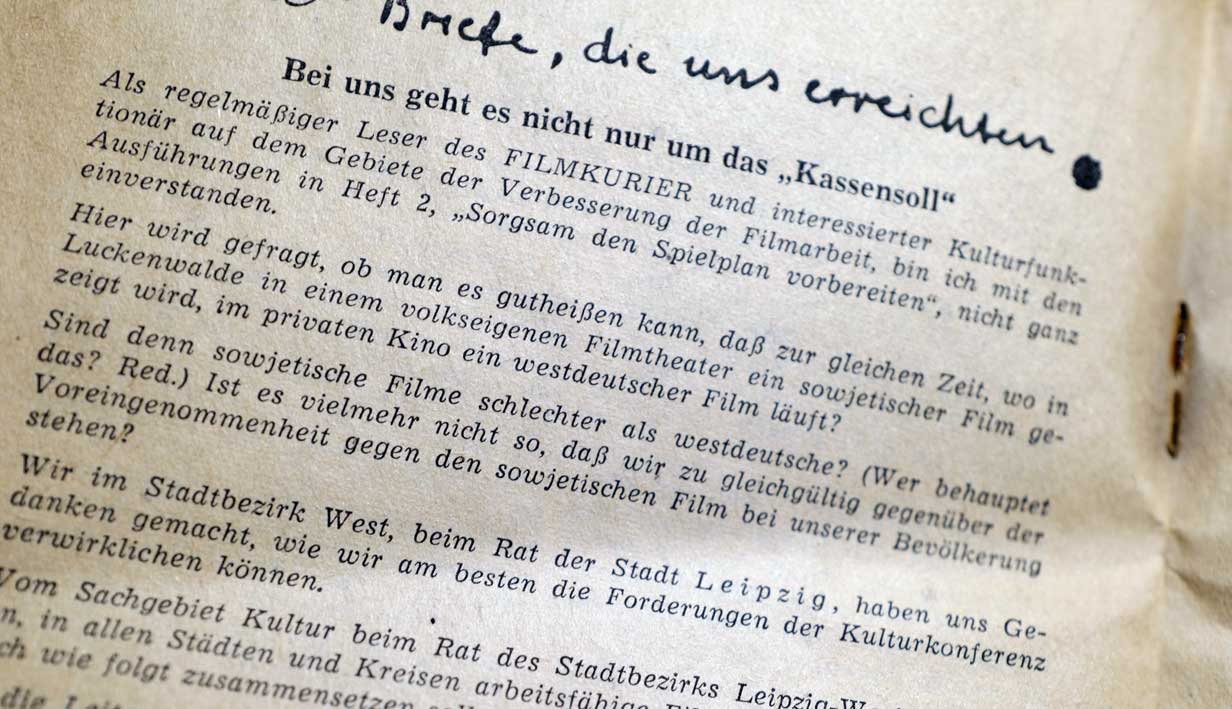 Briefe, die uns erreichten
Bei uns geht es nicht nur um das „Kassensoll“
Als regelmäßiger Leser des FILMKURIER und interessierter Kulturfunk-
tionär auf dem Gebiete der Verbesserung der Filmarbeit, bin ich mit den
Ausführungen in Heft 2, „Sorgsam den Spielplan vorbereiten“, nicht ganz
einverstanden.
Hier wird gefragt, ob man es gutheißen kann, daß zur gleichen Zeit, wo in
Luckenwalde in einem volkseigenen Filmtheater ein sowjetischer Film ge-
zeigt wird, im privaten Kino ein westdeutscher Film läuft?
Sind denn sowjetische Filme schlechter als westdeutsche? (Wer behauptet
das? Red.) Ist es vielmehr nicht so, daß wir zu gleichgültig gegenüber der
Voreingenommenheit gegen den sowjetischen Film bei unserer Bevölkerung
stehen?
Wir im Stadtbezirk West, beim Rat der Stadt Leipzig, haben uns Ge-
danken gemacht, wie wir am besten die Forderungen der Kulturkonferenz
verwirklichen können.
Vom Sachgebiet Kultur beim Rat des Stadtbezirks Leipzig-We
n, in allen Städten und Kreisen arbeitsfähige
ch wie folgt zusammensetzen
die